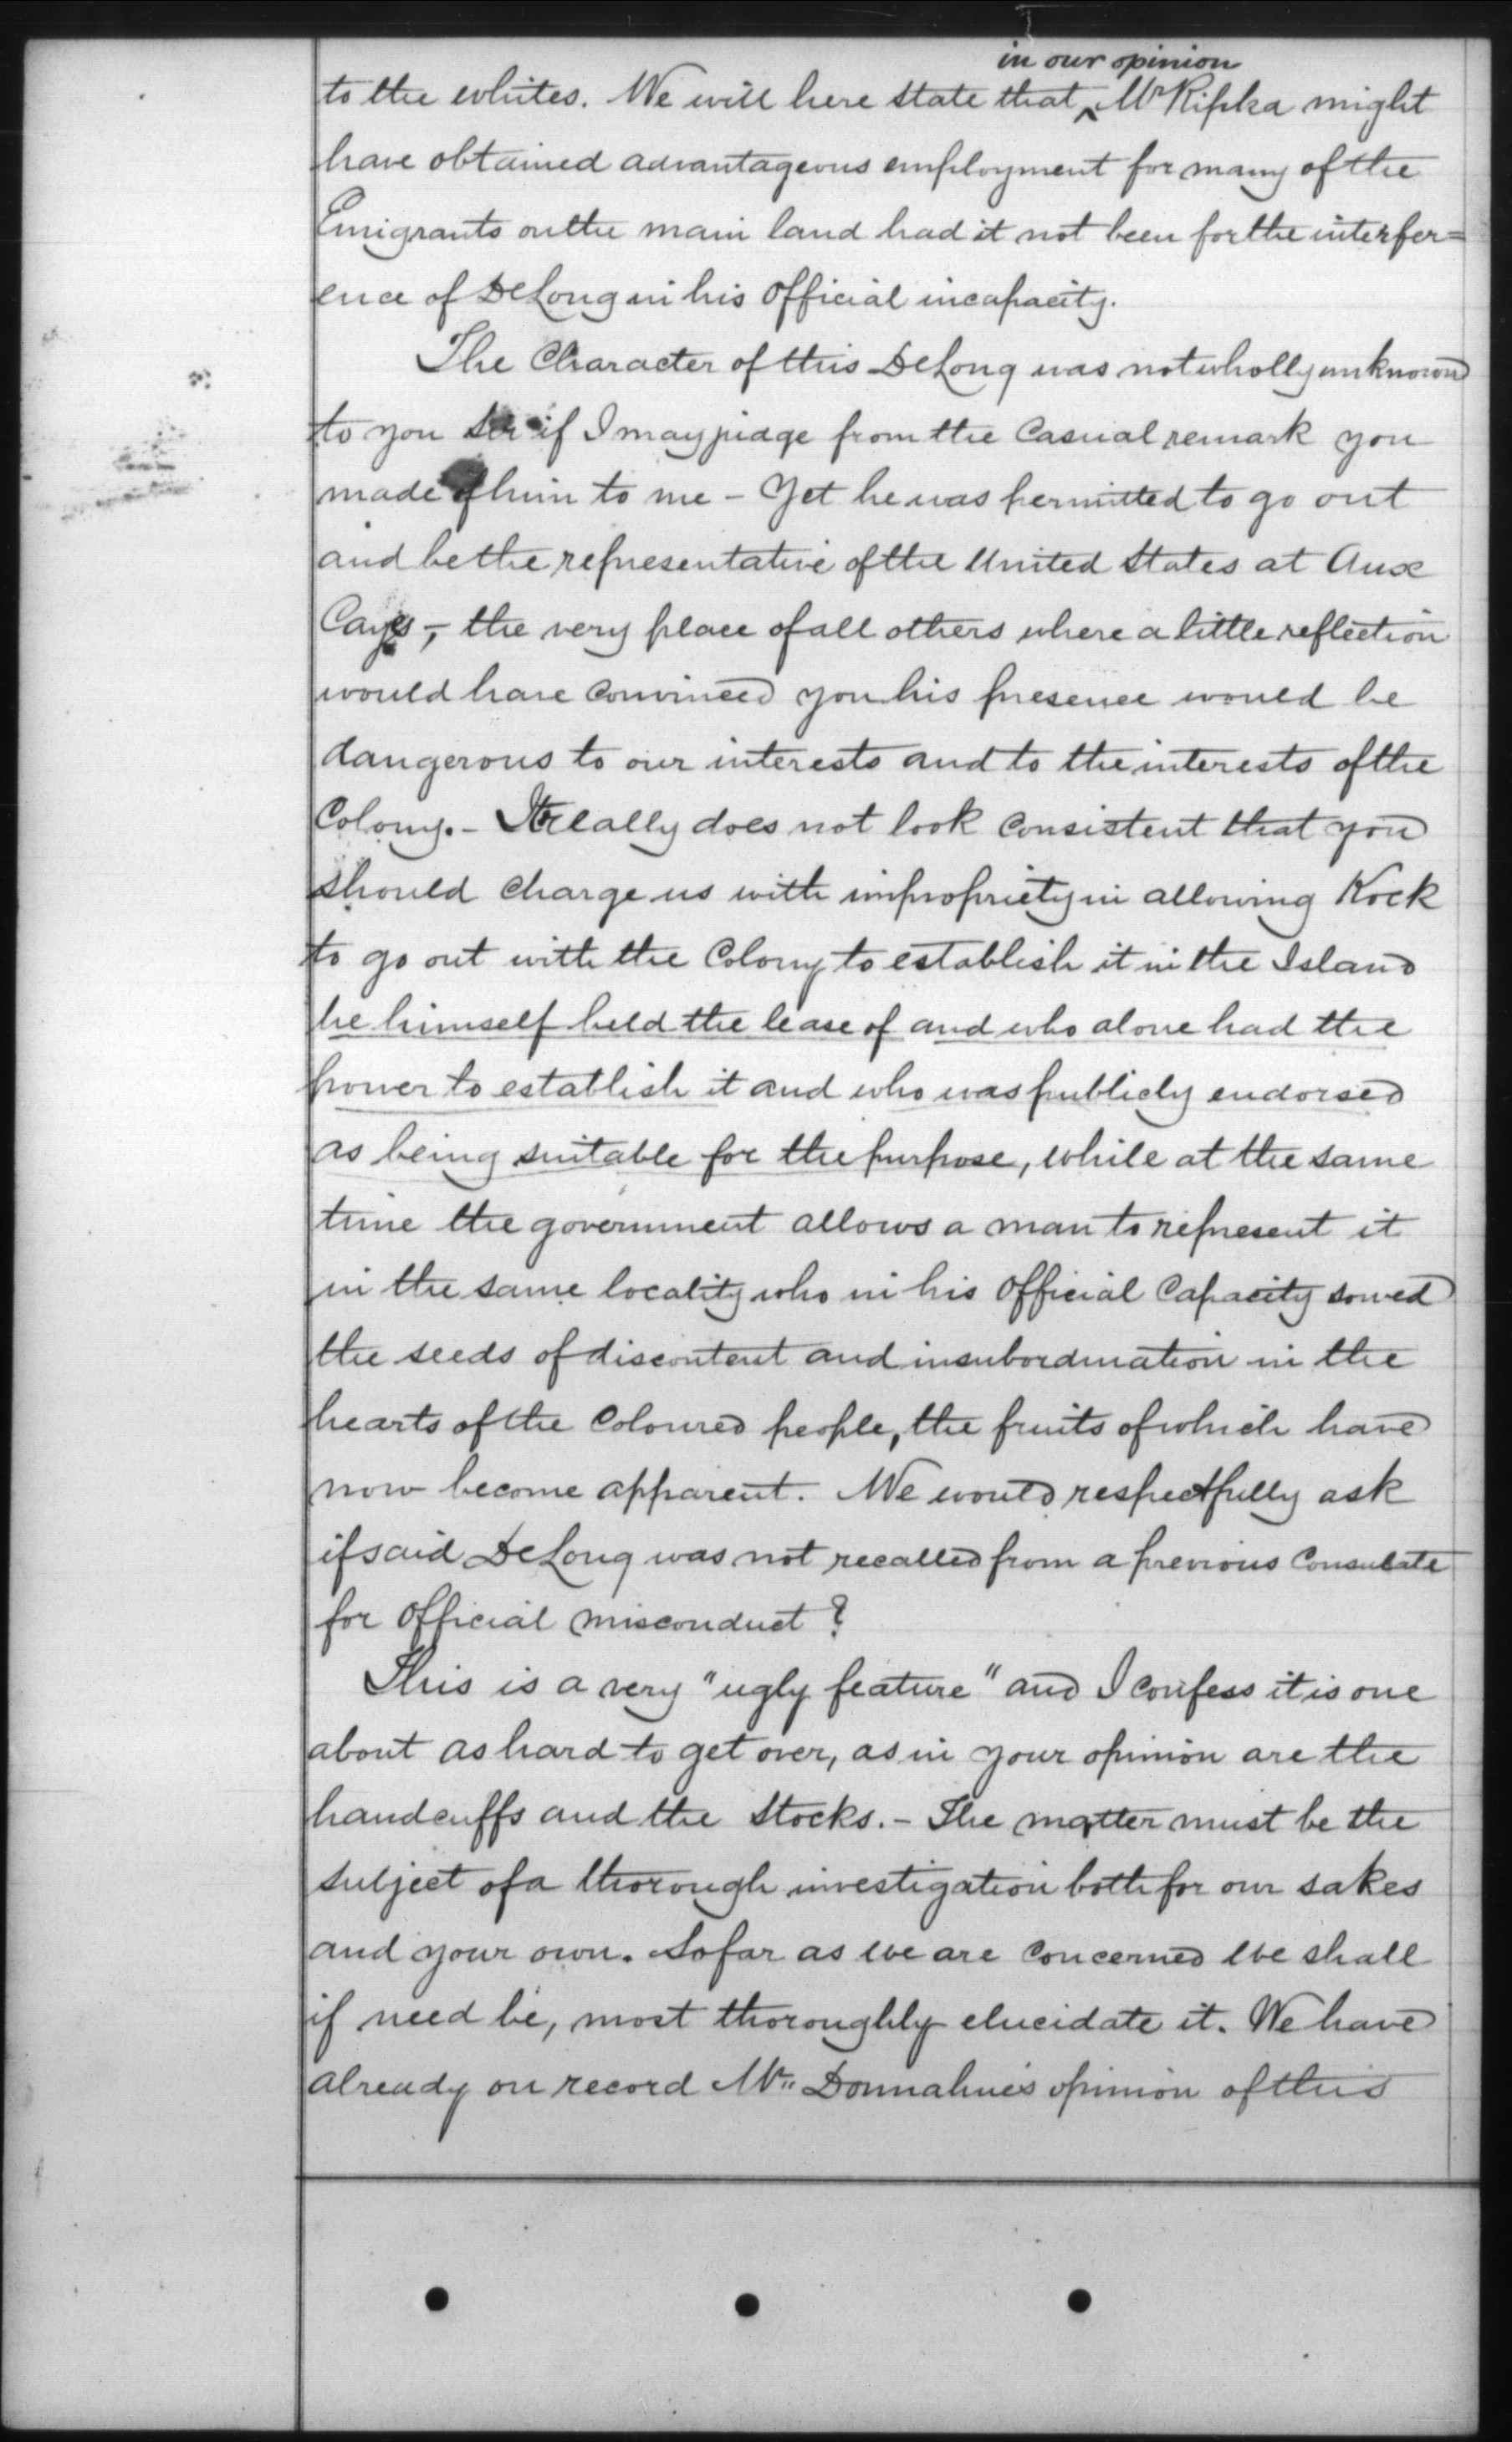 in our opinion
to the whites. We will here state that ^ Mr Ripka might
have obtained advantageous employment for many of the
Emigrants on the main land had it not been for the interfer=
ence of DeLong in his official incapacity.
The Character of this DeLong was not wholly unknown
to you Sir if I may judge from the Casual remark you
made of him to me - Yet he was permitted to go out
and be the representative of the United States at Aux
Cayes -, the very place of all others where a little reflection
would have Convinced you his presence would be
dangerous to our interests and to the interests of the
Colony. - It really does not look Consistent that you
should charge us with impropriety in allowing Kock
to go out with the Colony to establish it in the Island
he himself held the lease of and who alone had the
power to establish it and who was publicly endorsed
as being suitable for the purpose, while at the same
time the government allows a man to represent it
in the same locality who in his Official Capacity sowed
the seeds of discontent and insubordination in the
hearts of the Coloured people, the fruits of which have
now become apparent. We would respectfully ask
if said DeLong was not recalled from a previous Consulate
for Official misconduct?
This is a very "ugly feature" and I Confess it is one
about as hard to get over, as in your opinion are the
handcuffs and the Stocks. - The matter must be the
subject of a thorough investigation both for our sakes
and your own. So far as we are Concerned we shall
if need be, most thoroughly elucidate it. We have
already on record Mr. Donnahue's opinion of this